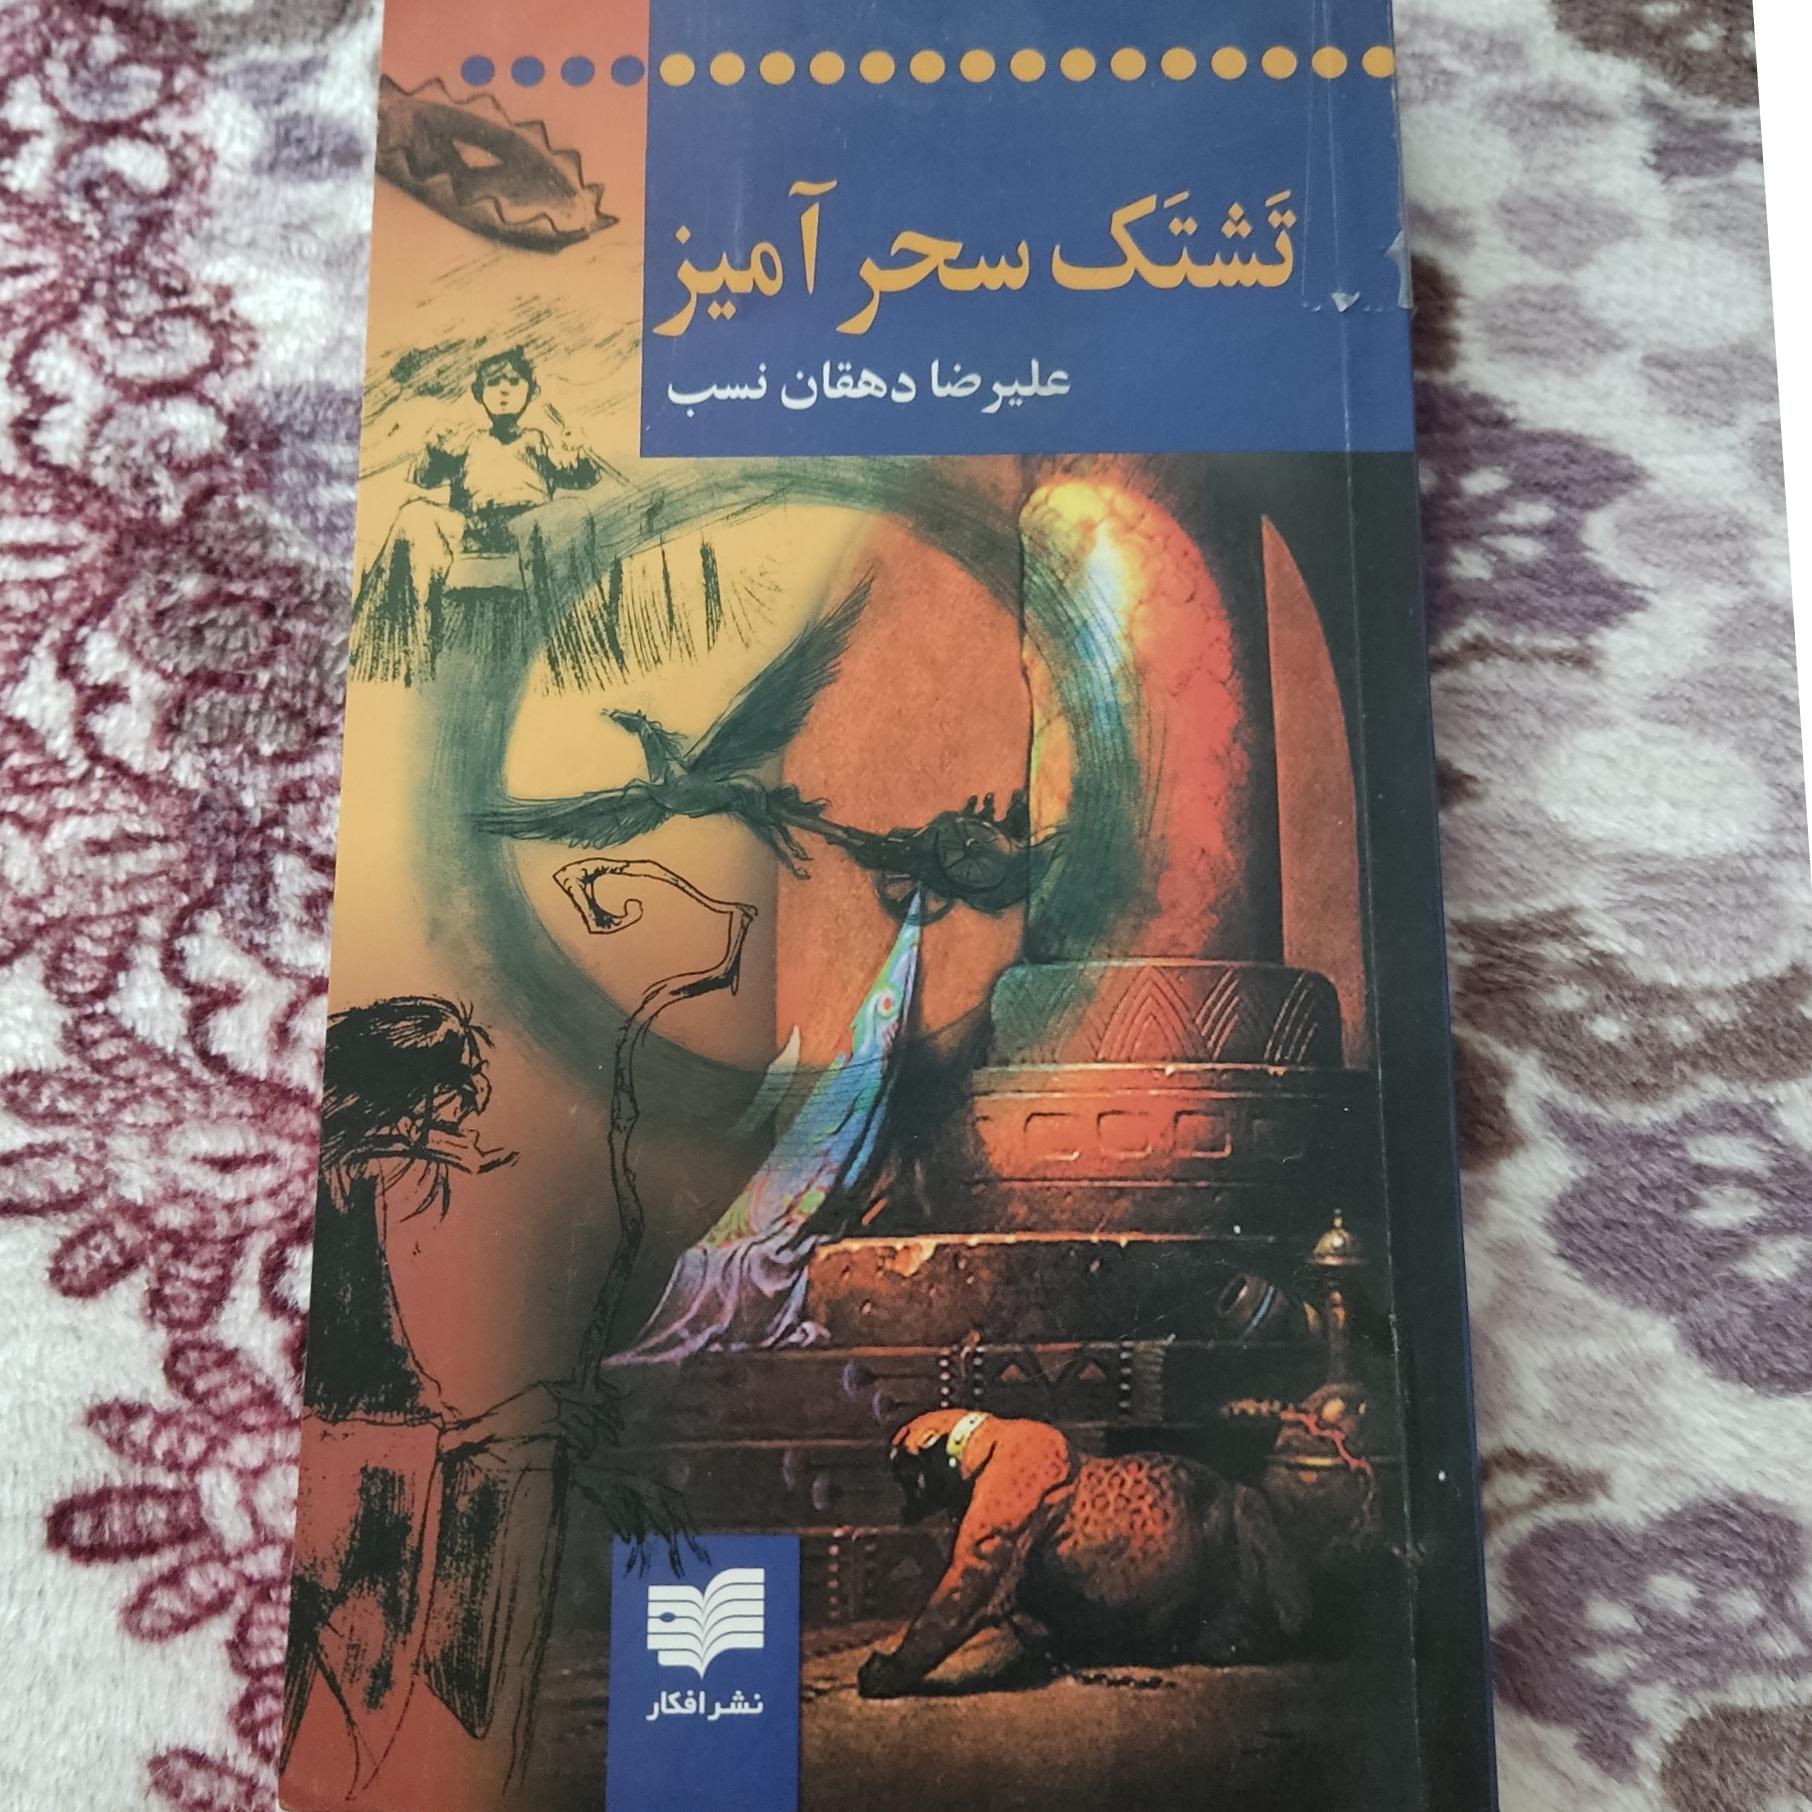 تَشتَک سحر آمیز
علیرضا دهقان نسب
نشر افکار